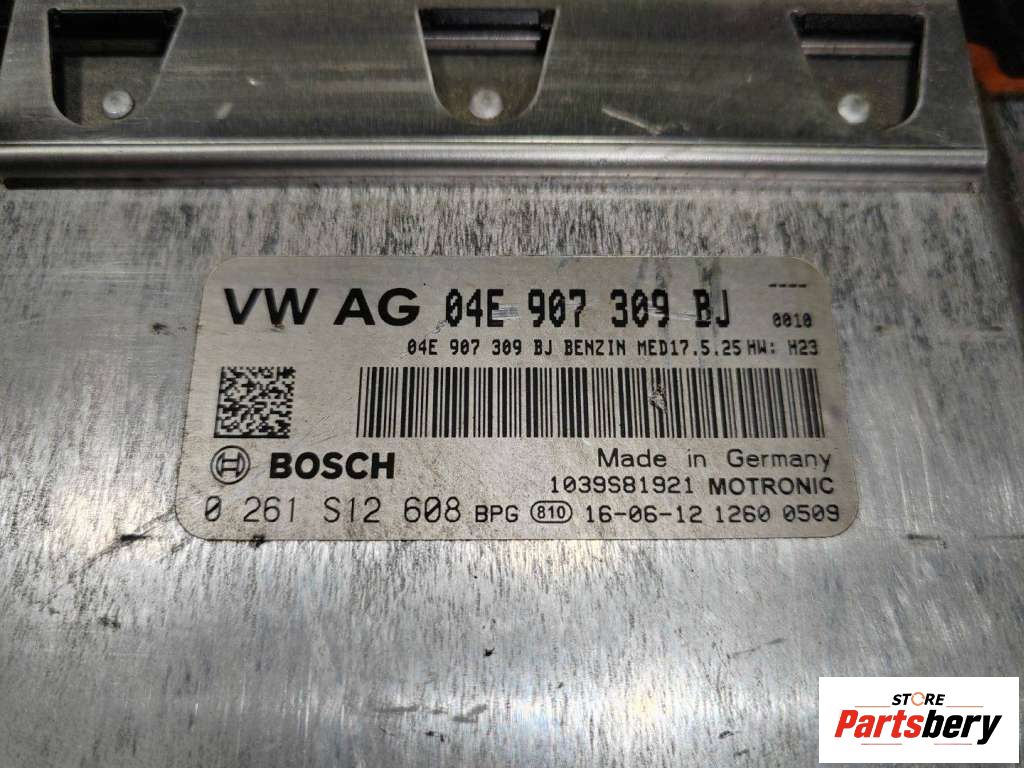 VW AG 04E 907 309 BJ ----
0010
04E 907 309 BJ BENZIN MED17.5.25 HW: H23
BOSCH
Made in Germany
1039S81921 MOTRONIC
0 261 S12 608 BPG 810 16-06-12 1260 0509
STORE
Partsbery